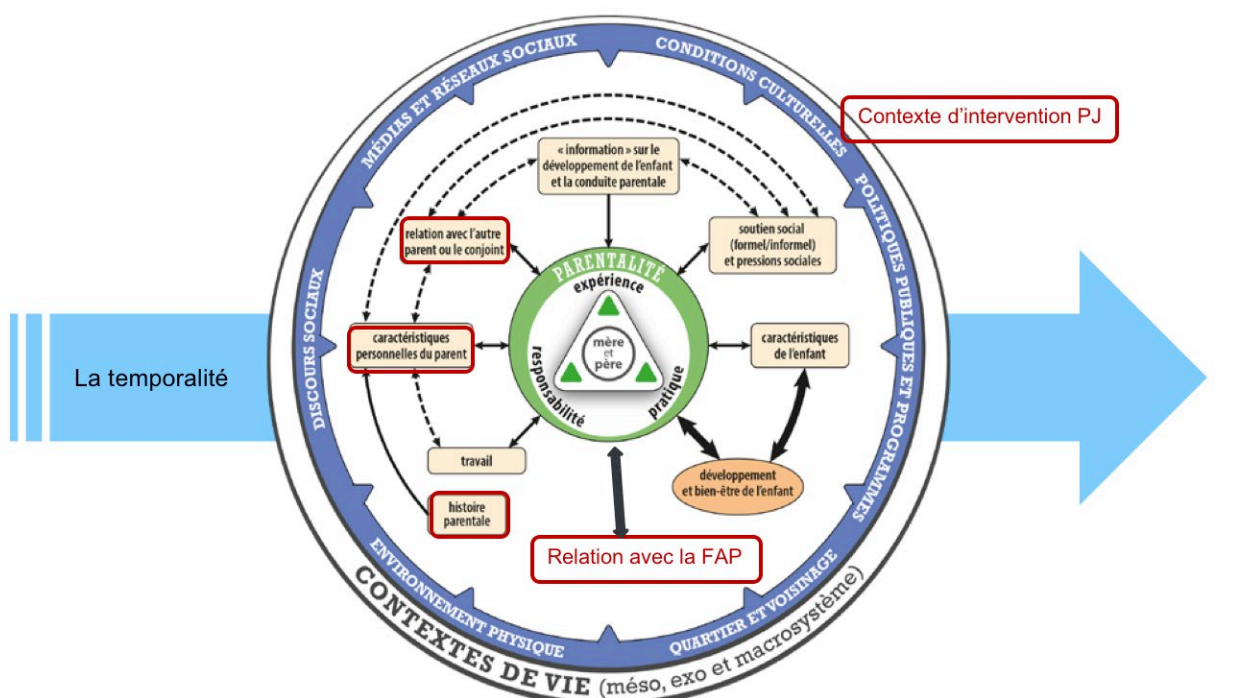 MÉDIAS ET RÉSEAUX SOCIAUX
CONDITIONS CULTURELLES
Contexte d'intervention PJ
« information » sur le
développement de l'enfant
et la conduite parentale
POLITIQUES PUBLIQUES ET PROGRAMMES
relation avec l'autre
parent ou le conjoint
soutien social
(formel/informel)
et pressions sociales
PARENTALITÉ
expérience
DISCOURS SOCIAUX
caractéristiques
personnelles du parent
mère
et
père
responsabilité
pratique
caractéristiques
de l'enfant
La temporalité
travail
développement
et bien-être de l'enfant
histoire
parentale
Relation avec la FAP
ENVIRONNEMENT PHYSIQUE
QUARTIER ET VOISINAGE
CONTEXTES DE VIE (méso, exo et macrosystème)